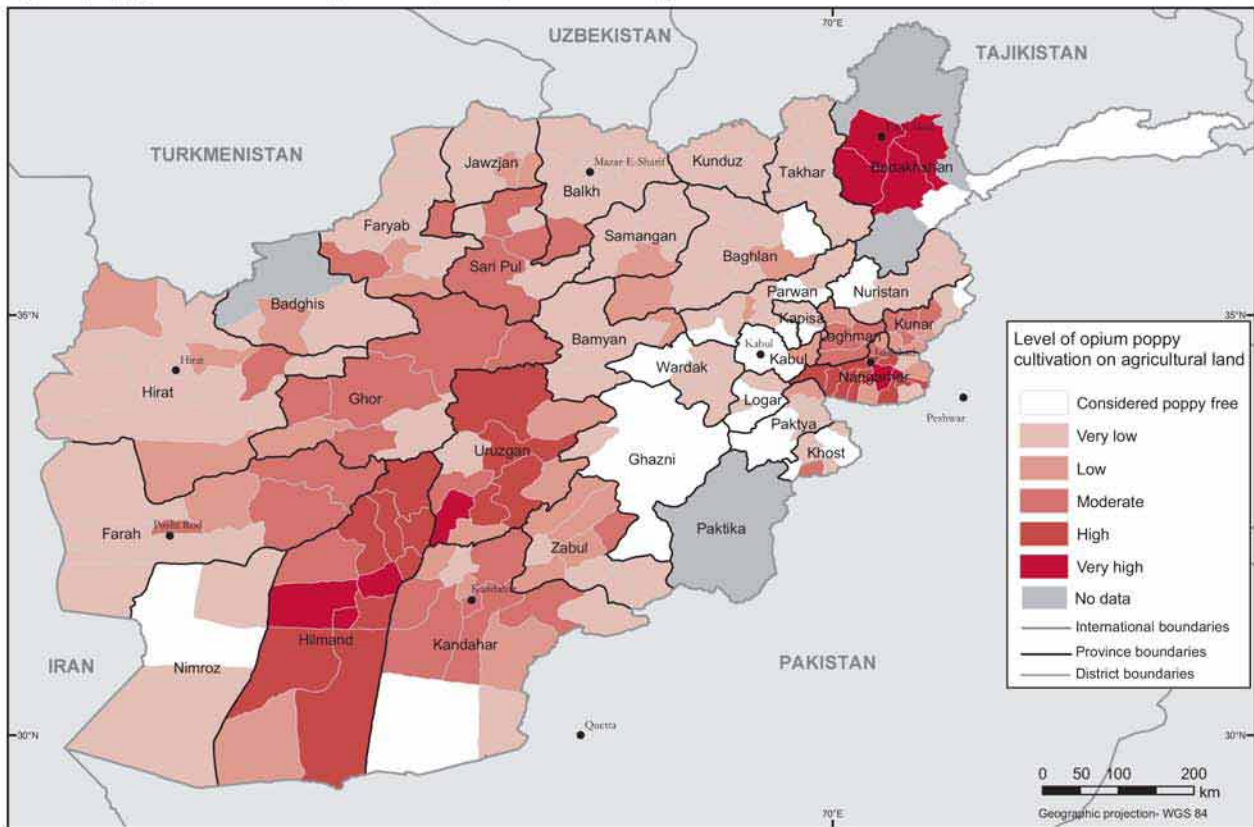 70°E
UZBEKISTAN
TAJIKISTAN
TURKMENISTAN
Jawzjan
Mazar E-Sharif
Kunduz
Takhar
Badakhshan
Balkh
Faryab
Samangan
Baghlan
Sari Pul
Badghis
Parwan
Nuristan
35°N
35°N
Kapisa
Bamyan
Laghman
Kunar
Kabul
Kabul
Hirat
Hirat
Wardak
Nangarhar
Peshwar
Ghor
Logar
Paktya
Uruzgan
Ghazni
Khost
Farah
Paktika
Zabul
Kandahar
Hilmand
Kandahar
Nimroz
IRAN
PAKISTAN
Quetta
30°N
30°N
70°E
Level of opium poppy
cultivation on agricultural land
Considered poppy free
Very low
Low
Moderate
High
Very high
No data
International boundaries
Province boundaries
District boundaries
0 50 100 200
km
Geographic projection- WGS 84